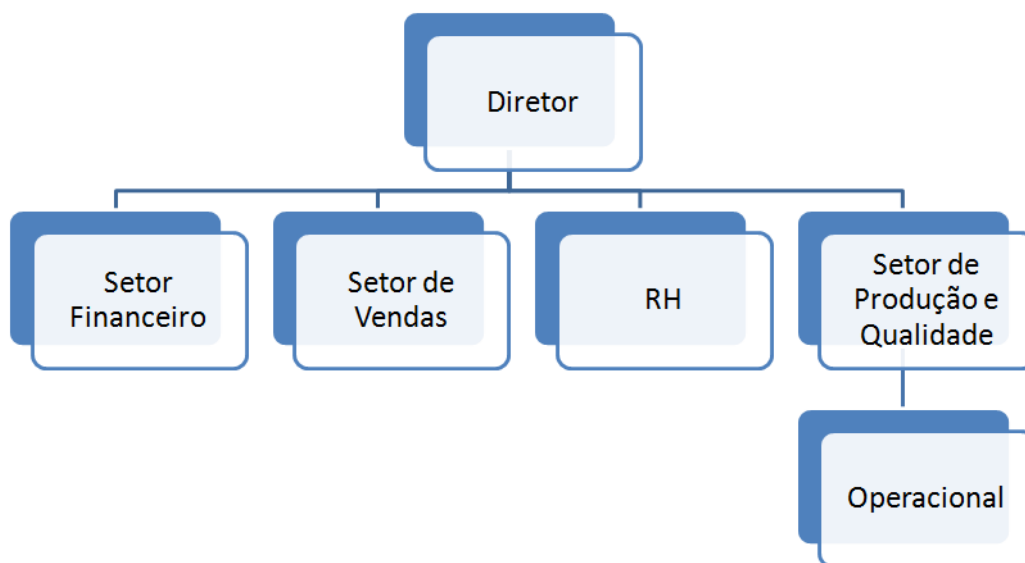 Diretor
Setor
Financeiro
Setor de
Vendas
RH
Setor de
Produção e
Qualidade
Operacional